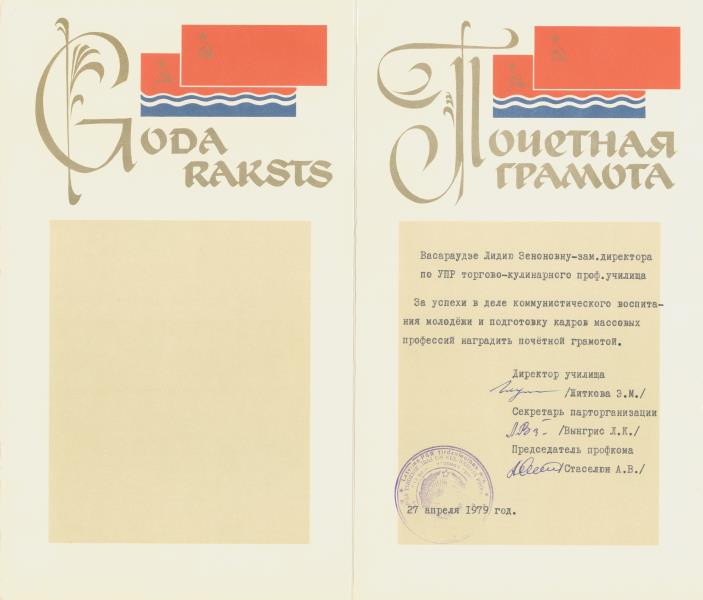 GODA
RAKSTS
ПОЧЕТНАЯ
ГРАМОТА
Васараудзе Лидию Зеноновну-зам.директора
по УПР торгово-кулинарного проф.училища
За успехи в деле коммунистического воспита-
ния молодёжи и подготовку кадров массовых
профессий наградить почётной грамотой.
Директор училища
/Житкова Э.М./
Секретарь парторганизации
/Вынгрис Л.К./
Председатель профкома
/Стаселюн А.В./
27 апреля 1979 год.